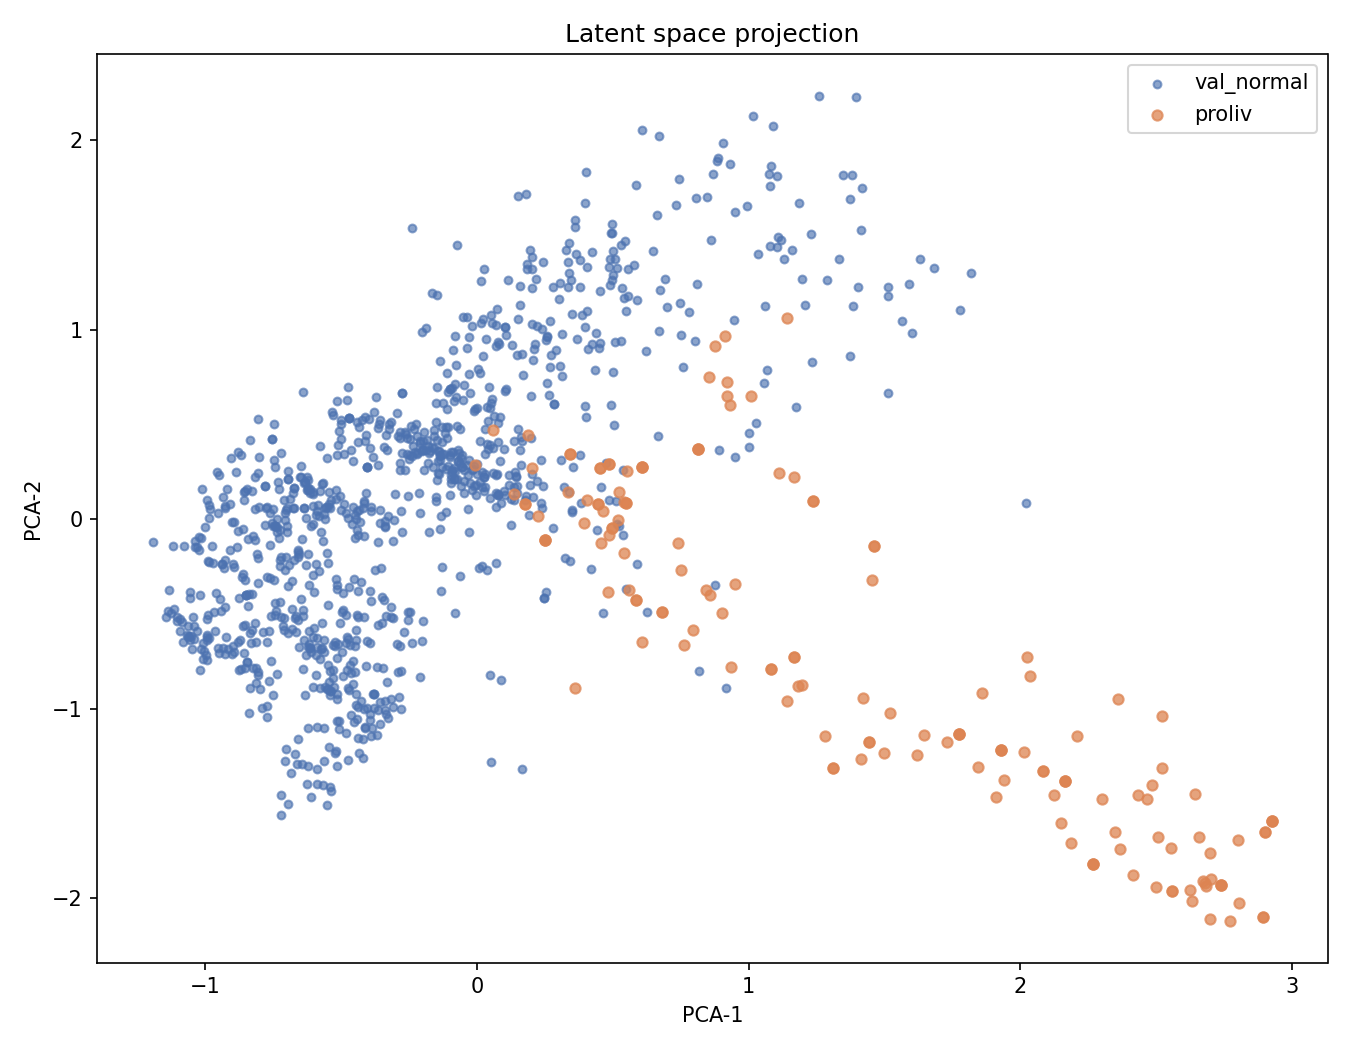 Latent space projection
val_normal
proliv
2
1
0
−1
−2
PCA-2
−1
0
1
2
3
PCA-1